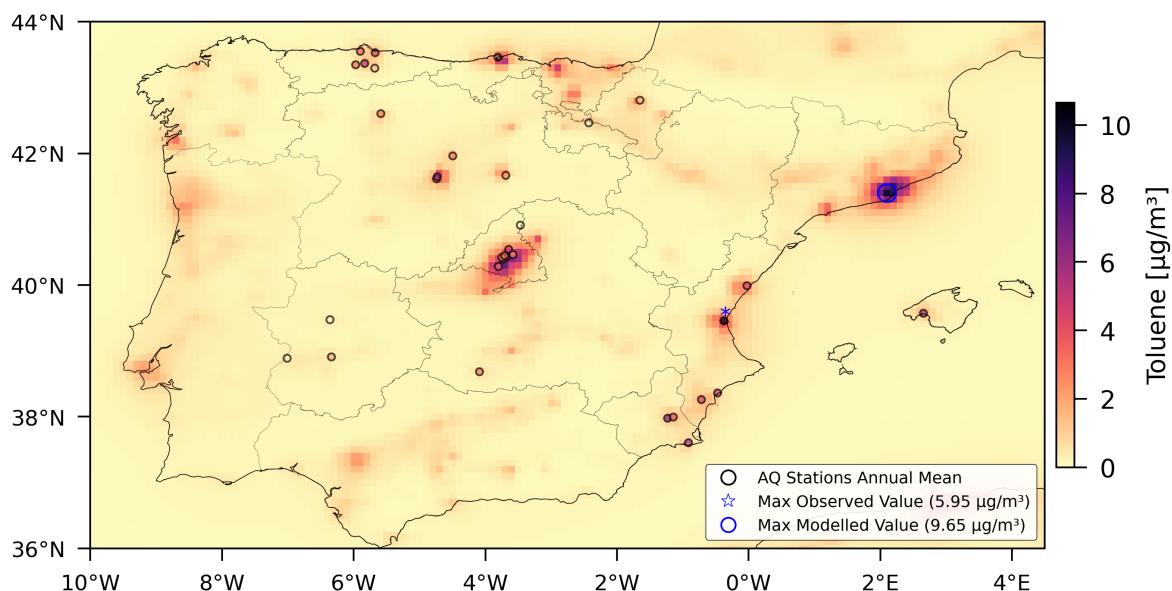 44°N
42°N
40°N
38°N
36°N
10°W 8°W 6°W 4°W 2°W 0°W 2°E 4°E
AQ Stations Annual Mean
Max Observed Value (5.95 μg/m³)
Max Modelled Value (9.65 μg/m³)
10
8
6
4
2
0
Toluene [μg/m³]